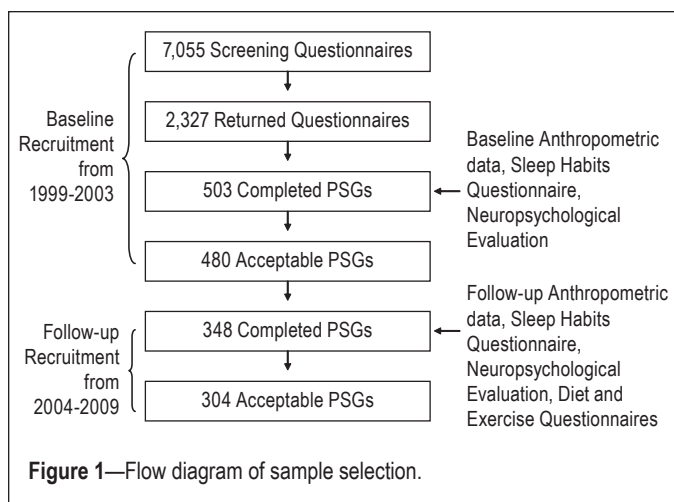 7,055 Screening Questionnaires
2,327 Returned Questionnaires
503 Completed PSGs
480 Acceptable PSGs
348 Completed PSGs
304 Acceptable PSGs
Baseline
Recruitment
from
1999-2003
Follow-up
Recruitment
from
2004-2009
Baseline Anthropometric
data, Sleep Habits
Questionnaire,
Neuropsychological
Evaluation
Follow-up Anthropometric
data, Sleep Habits
Questionnaire,
Neuropsychological
Evaluation, Diet and
Exercise Questionnaires
Figure 1—Flow diagram of sample selection.